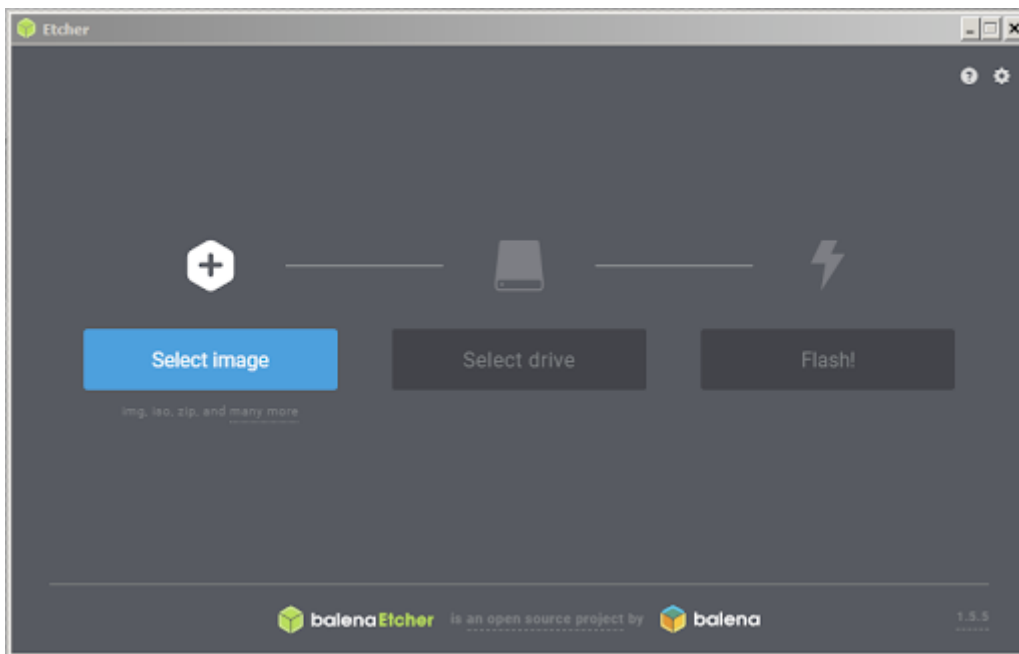 Etcher
Select image
Select drive
Flash!
img, iso, zip, and many more
balenaEtcher is an open source project by balena
1.5.5